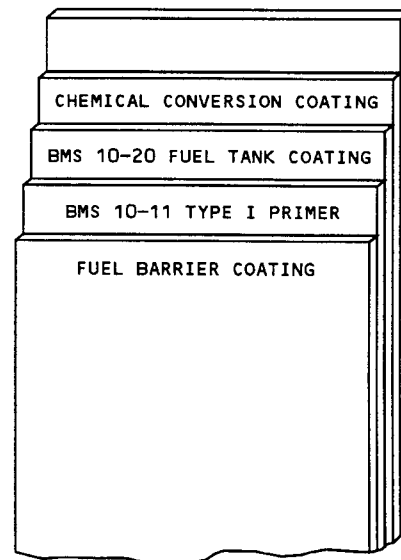 CHEMICAL CONVERSION COATING
BMS 10-20 FUEL TANK COATING
BMS 10-11 TYPE I PRIMER
FUEL BARRIER COATING